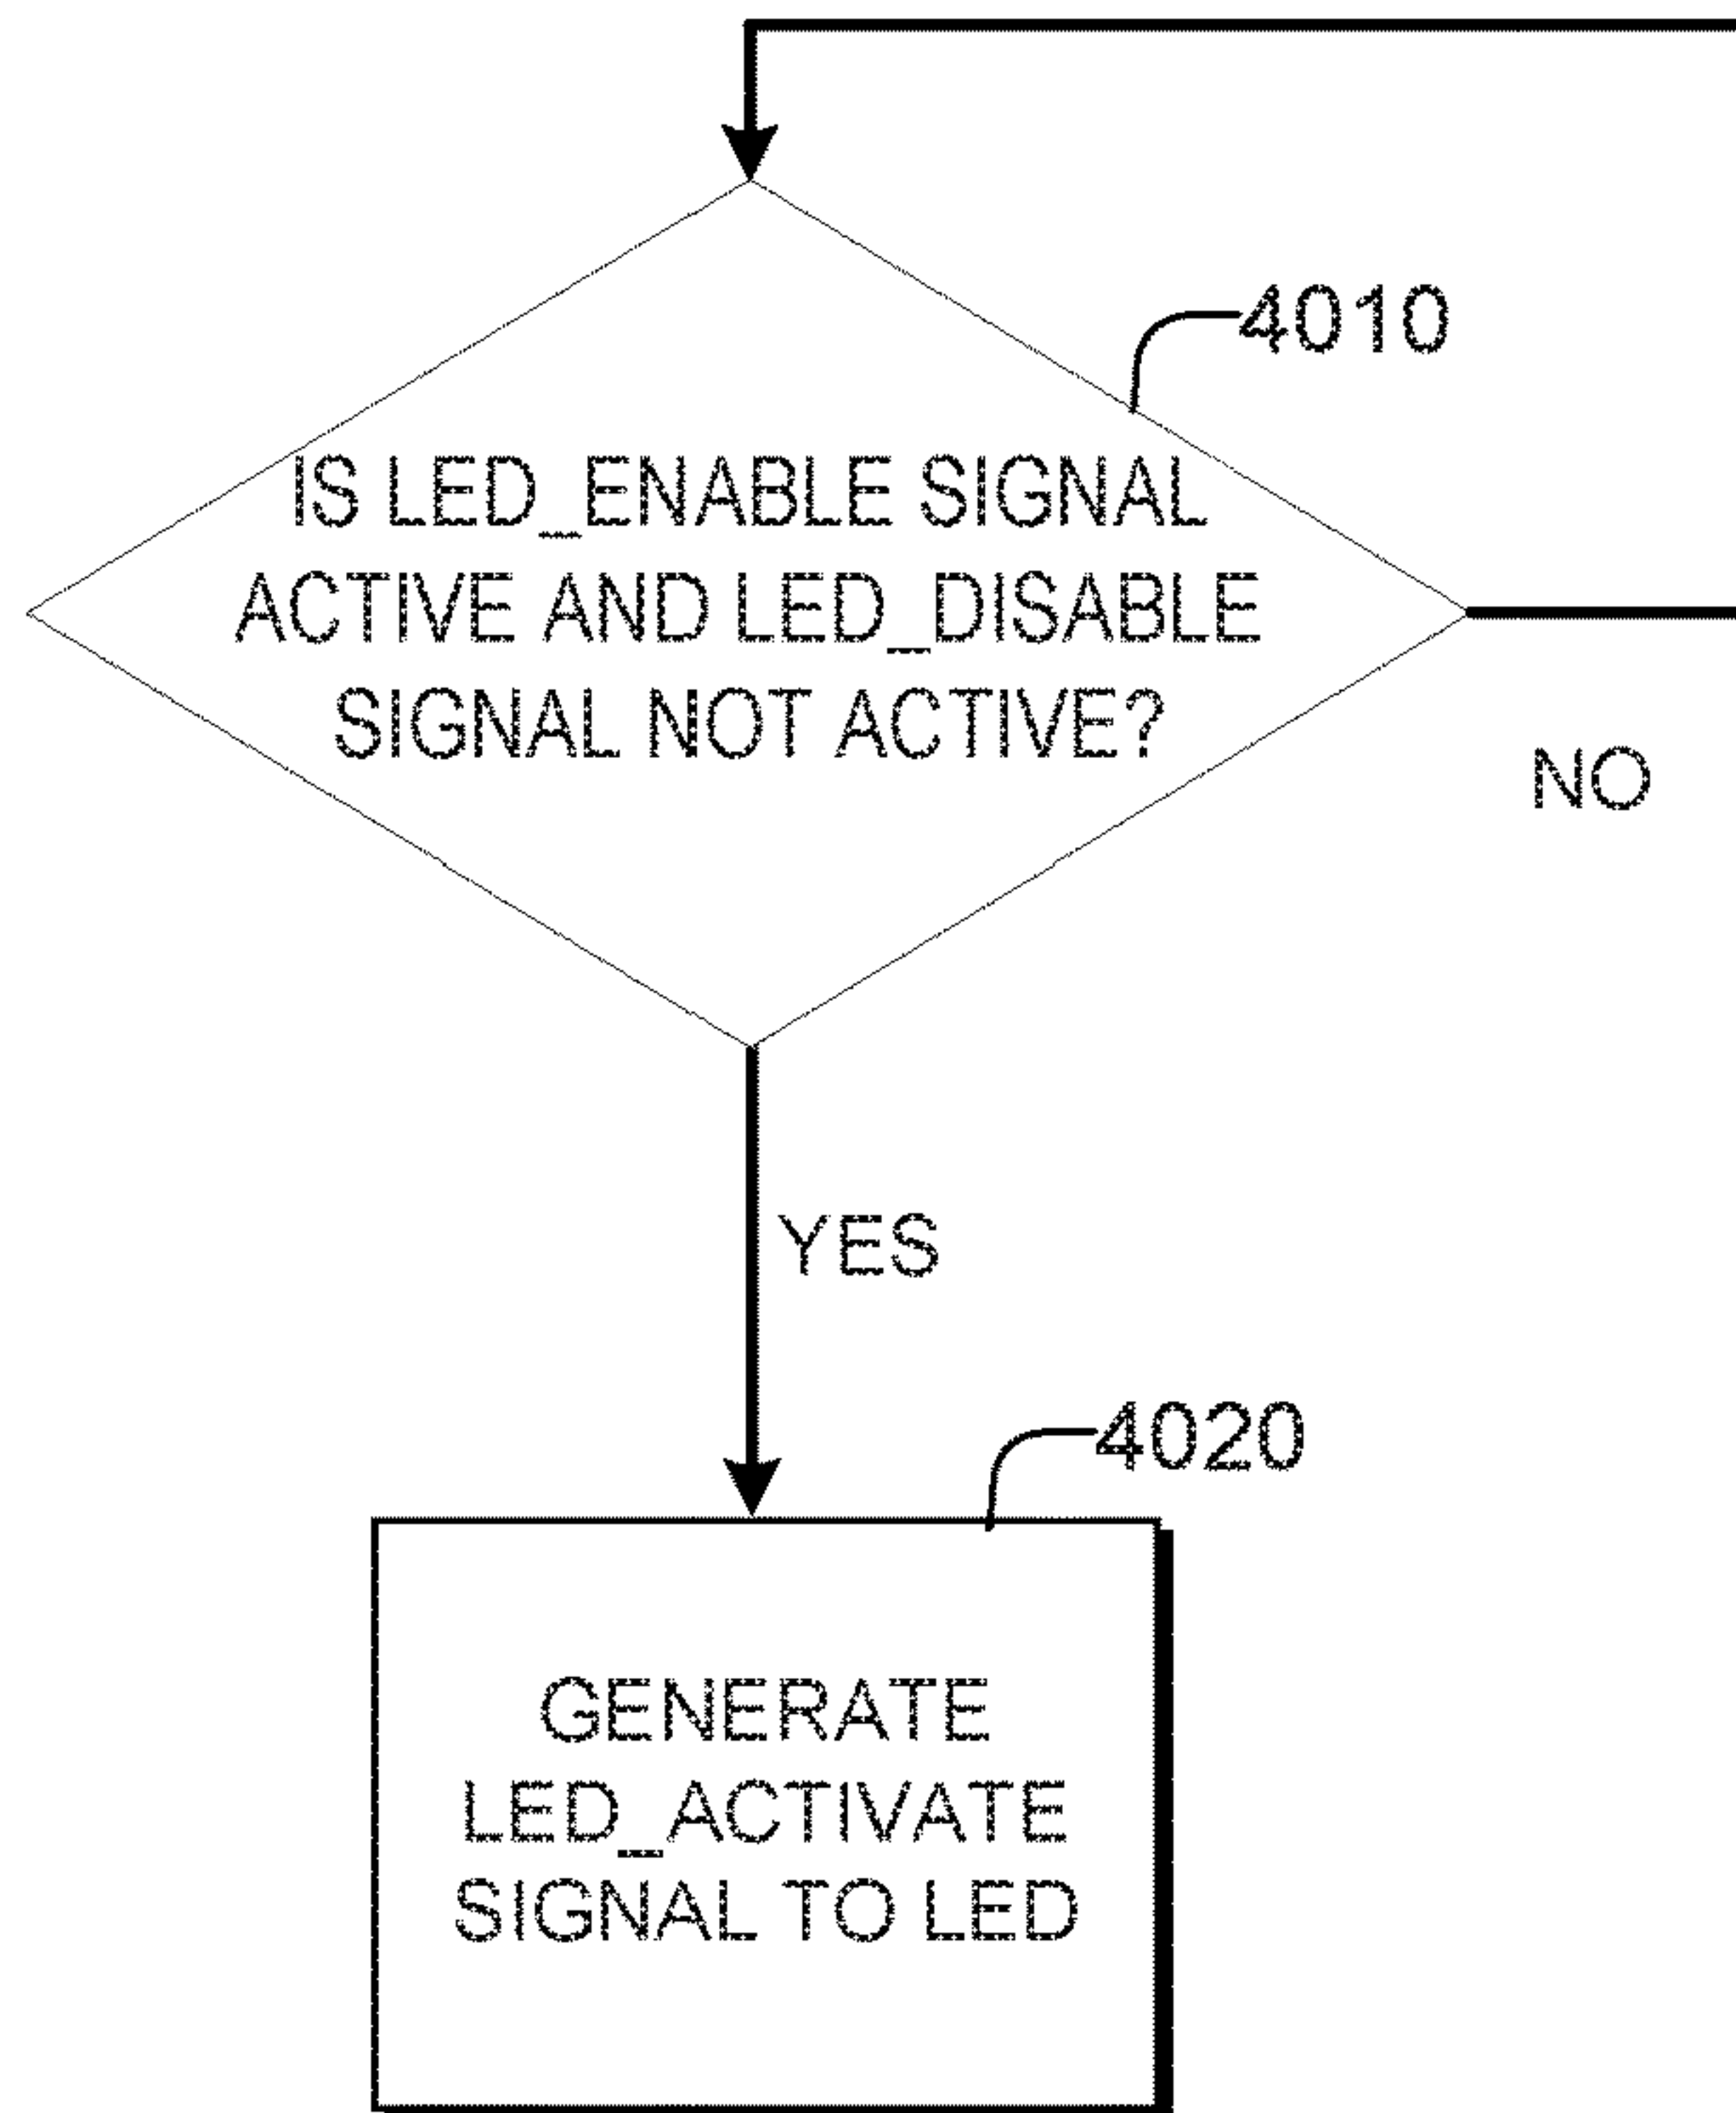 4010
IS LED_ENABLE SIGNAL
ACTIVE AND LED_DISABLE
SIGNAL NOT ACTIVE?
NO
YES
4020
GENERATE
LED_ACTIVATE
SIGNAL TO LED